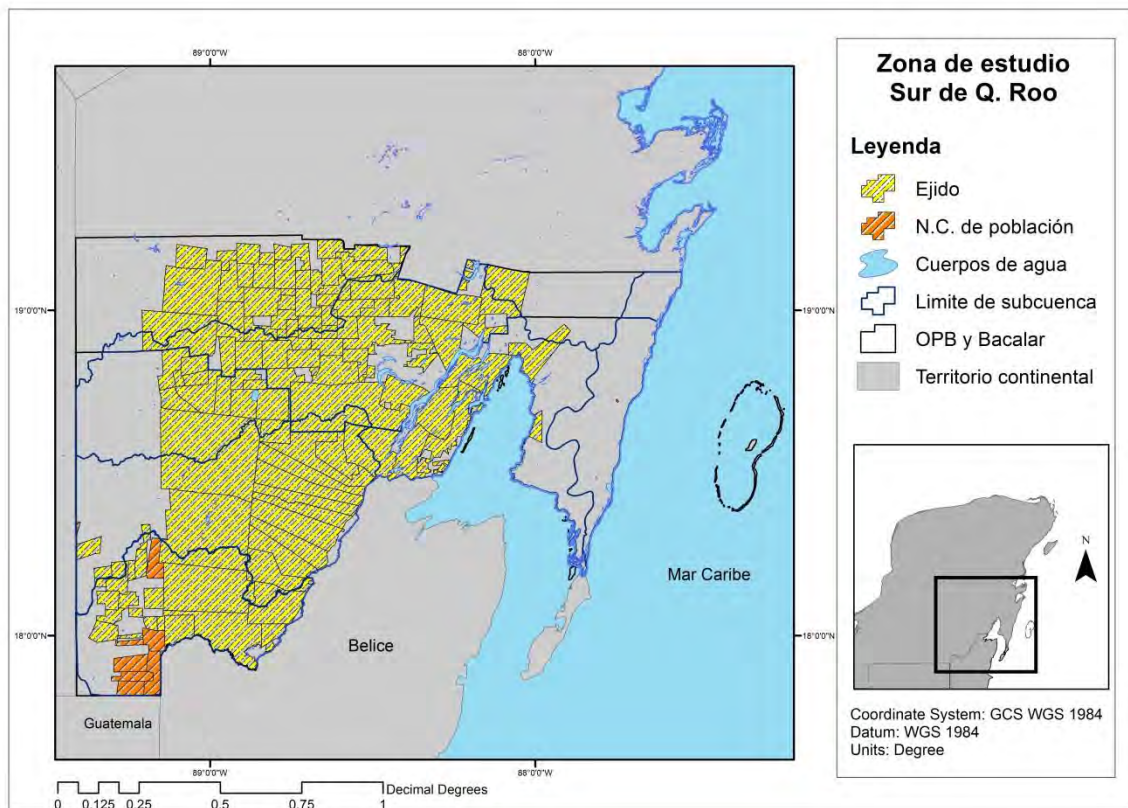 Zona de estudio
Sur de Q. Roo
Leyenda
Ejido
N.C. de población
Cuerpos de agua
Limite de subcuenca
OPB y Bacalar
Territorio continental
89°0'0"W
88°0'0"W
19°0'0"N
19°0'0"N
18°0'0"N
18°0'0"N
Mar Caribe
Belice
Guatemala
89°0'0"W
88°0'0"W
0 0.125 0.25 0.5 0.75 1
Decimal Degrees
N
Coordinate System: GCS WGS 1984
Datum: WGS 1984
Units: Degree